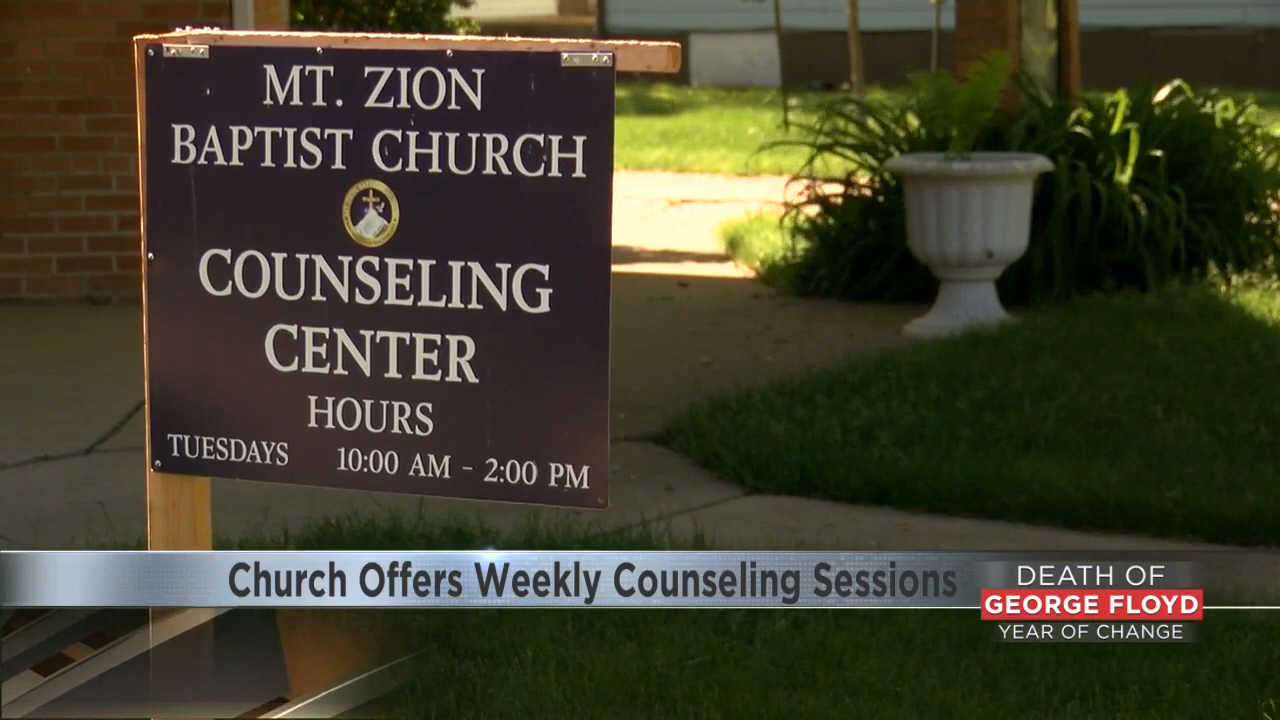 MT. ZION
BAPTIST CHURCH
COUNSELING
CENTER
HOURS
TUESDAYS 10:00 AM - 2:00 PM
Church Offers Weekly Counseling Sessions
DEATH OF
GEORGE FLOYD
YEAR OF CHANGE